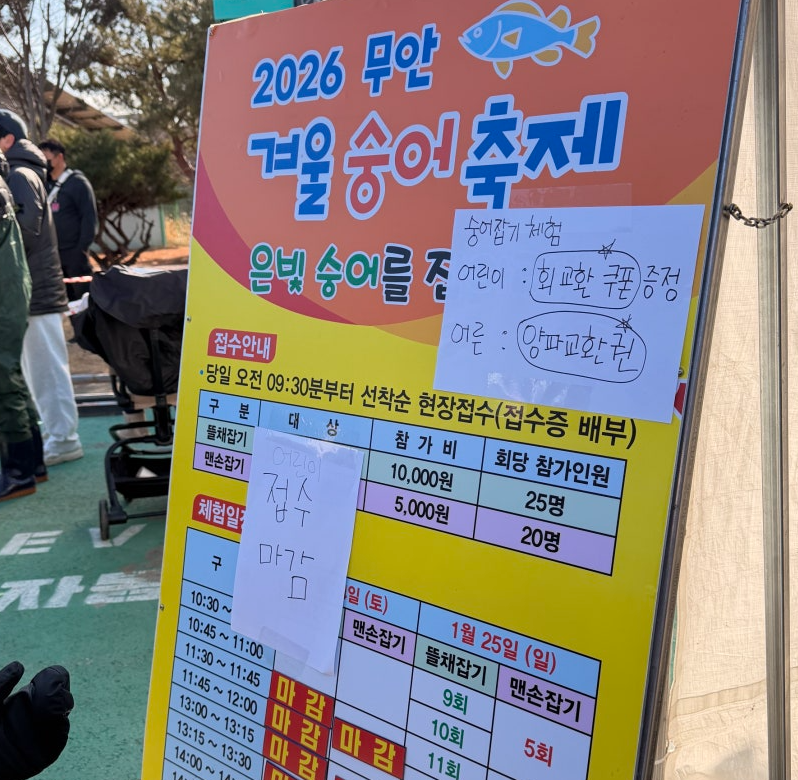 2026 무안
겨울 숭어 축제
은빛 숭어를
숭어잡기 체험
어린이 : 회교환 쿠폰 증정
어른 : 양파교환권
접수안내
•당일 오전 09:30분부터 선착순 현장접수(접수증 배부)
구 분 대 상 참 가 비 회당 참가인원
뜰채잡기 10,000원 25명
맨손잡기 5,000원 20명
어린이
접수
마감
체험일정
구
일 (토) 1월 25일 (일)
맨손잡기 뜰채잡기 맨손잡기
10:30 ~
10:45 ~ 11:00 9회
11:30 ~ 11:45 마 감 10회 5회
11:45 ~ 12:00 마 감 마 감 11회
13:00 ~ 13:15 마 감
13:15 ~ 13:30
14:00 ~ 14